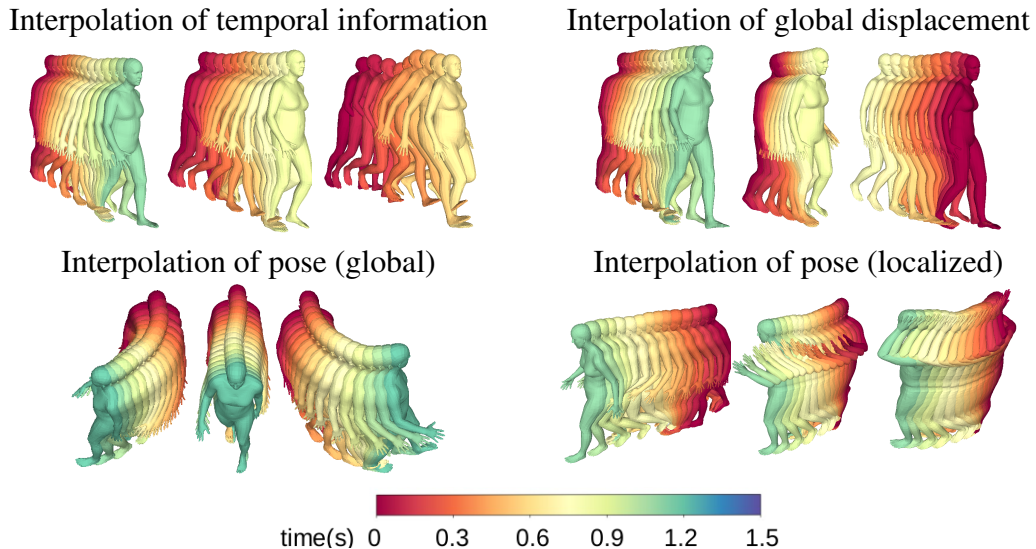 Interpolation of temporal information
Interpolation of global displacement
Interpolation of pose (global)
Interpolation of pose (localized)
time(s) 0 0.3 0.6 0.9 1.2 1.5